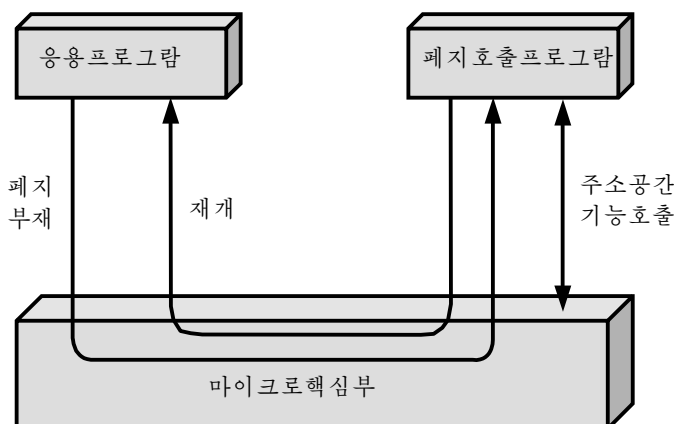 응용프로그람
페지호출프로그람
페지
부재
재개
주소공간
기능호출
마이크로핵심부